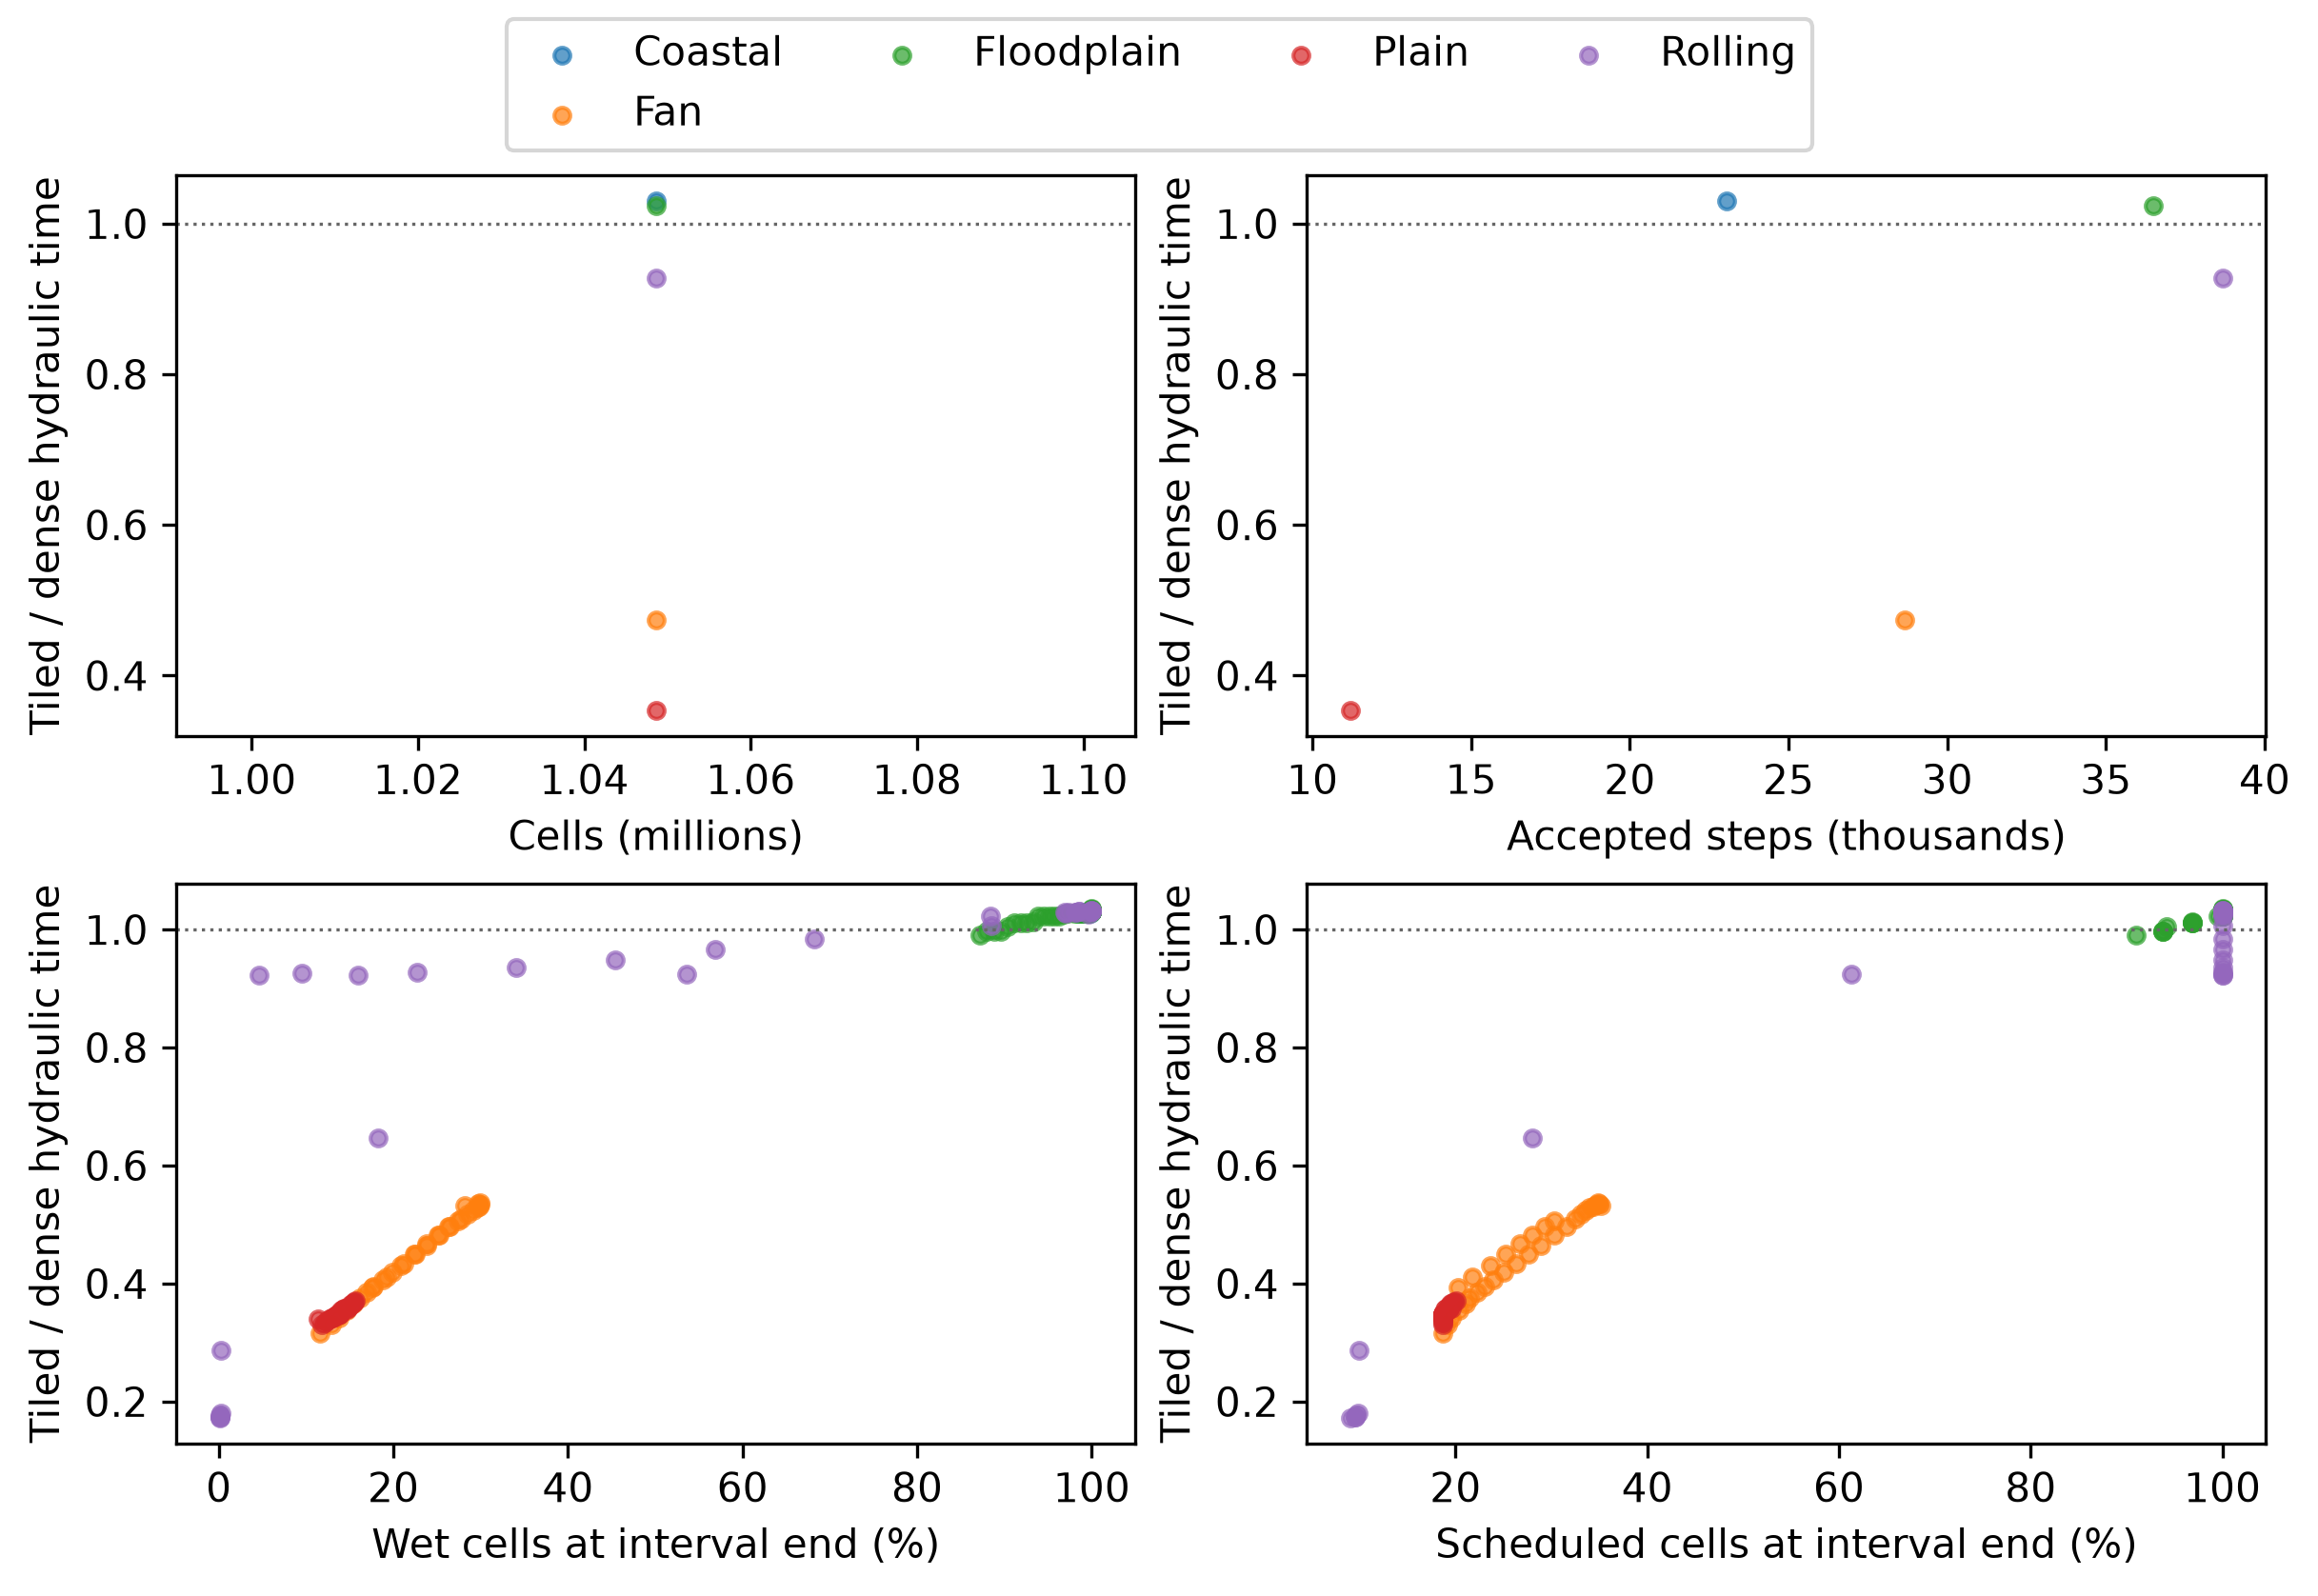 Coastal Floodplain Plain Rolling
Fan
Tiled / dense hydraulic time
1.0
0.8
0.6
0.4
1.00 1.02 1.04 1.06 1.08 1.10
Cells (millions)
Tiled / dense hydraulic time
1.0
0.8
0.6
0.4
10 15 20 25 30 35 40
Accepted steps (thousands)
Tiled / dense hydraulic time
1.0
0.8
0.6
0.4
0.2
0 20 40 60 80 100
Wet cells at interval end (%)
Tiled / dense hydraulic time
1.0
0.8
0.6
0.4
0.2
20 40 60 80 100
Scheduled cells at interval end (%)